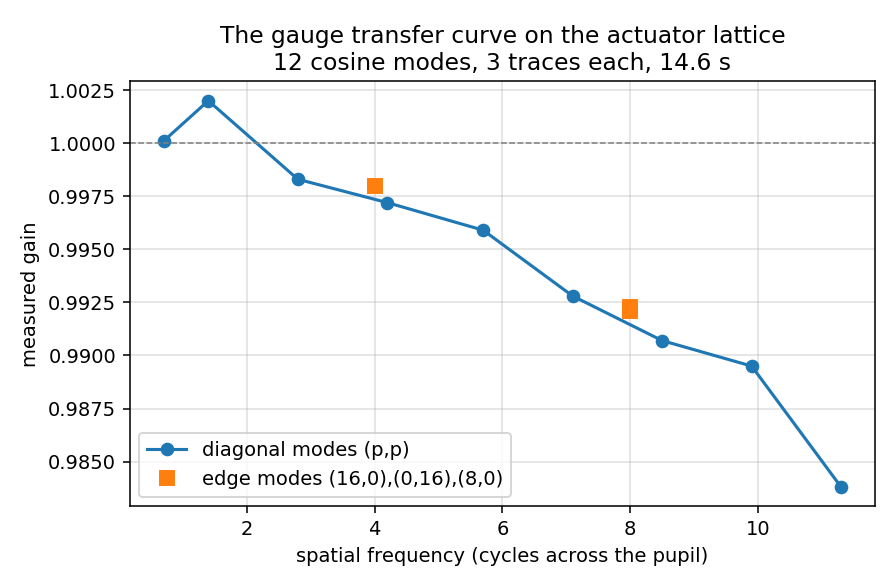 The gauge transfer curve on the actuator lattice
12 cosine modes, 3 traces each, 14.6 s
measured gain
1.0025
1.0000
0.9975
0.9950
0.9925
0.9900
0.9875
0.9850
diagonal modes (p,p)
edge modes (16,0),(0,16),(8,0)
2
4
6
8
10
spatial frequency (cycles across the pupil)